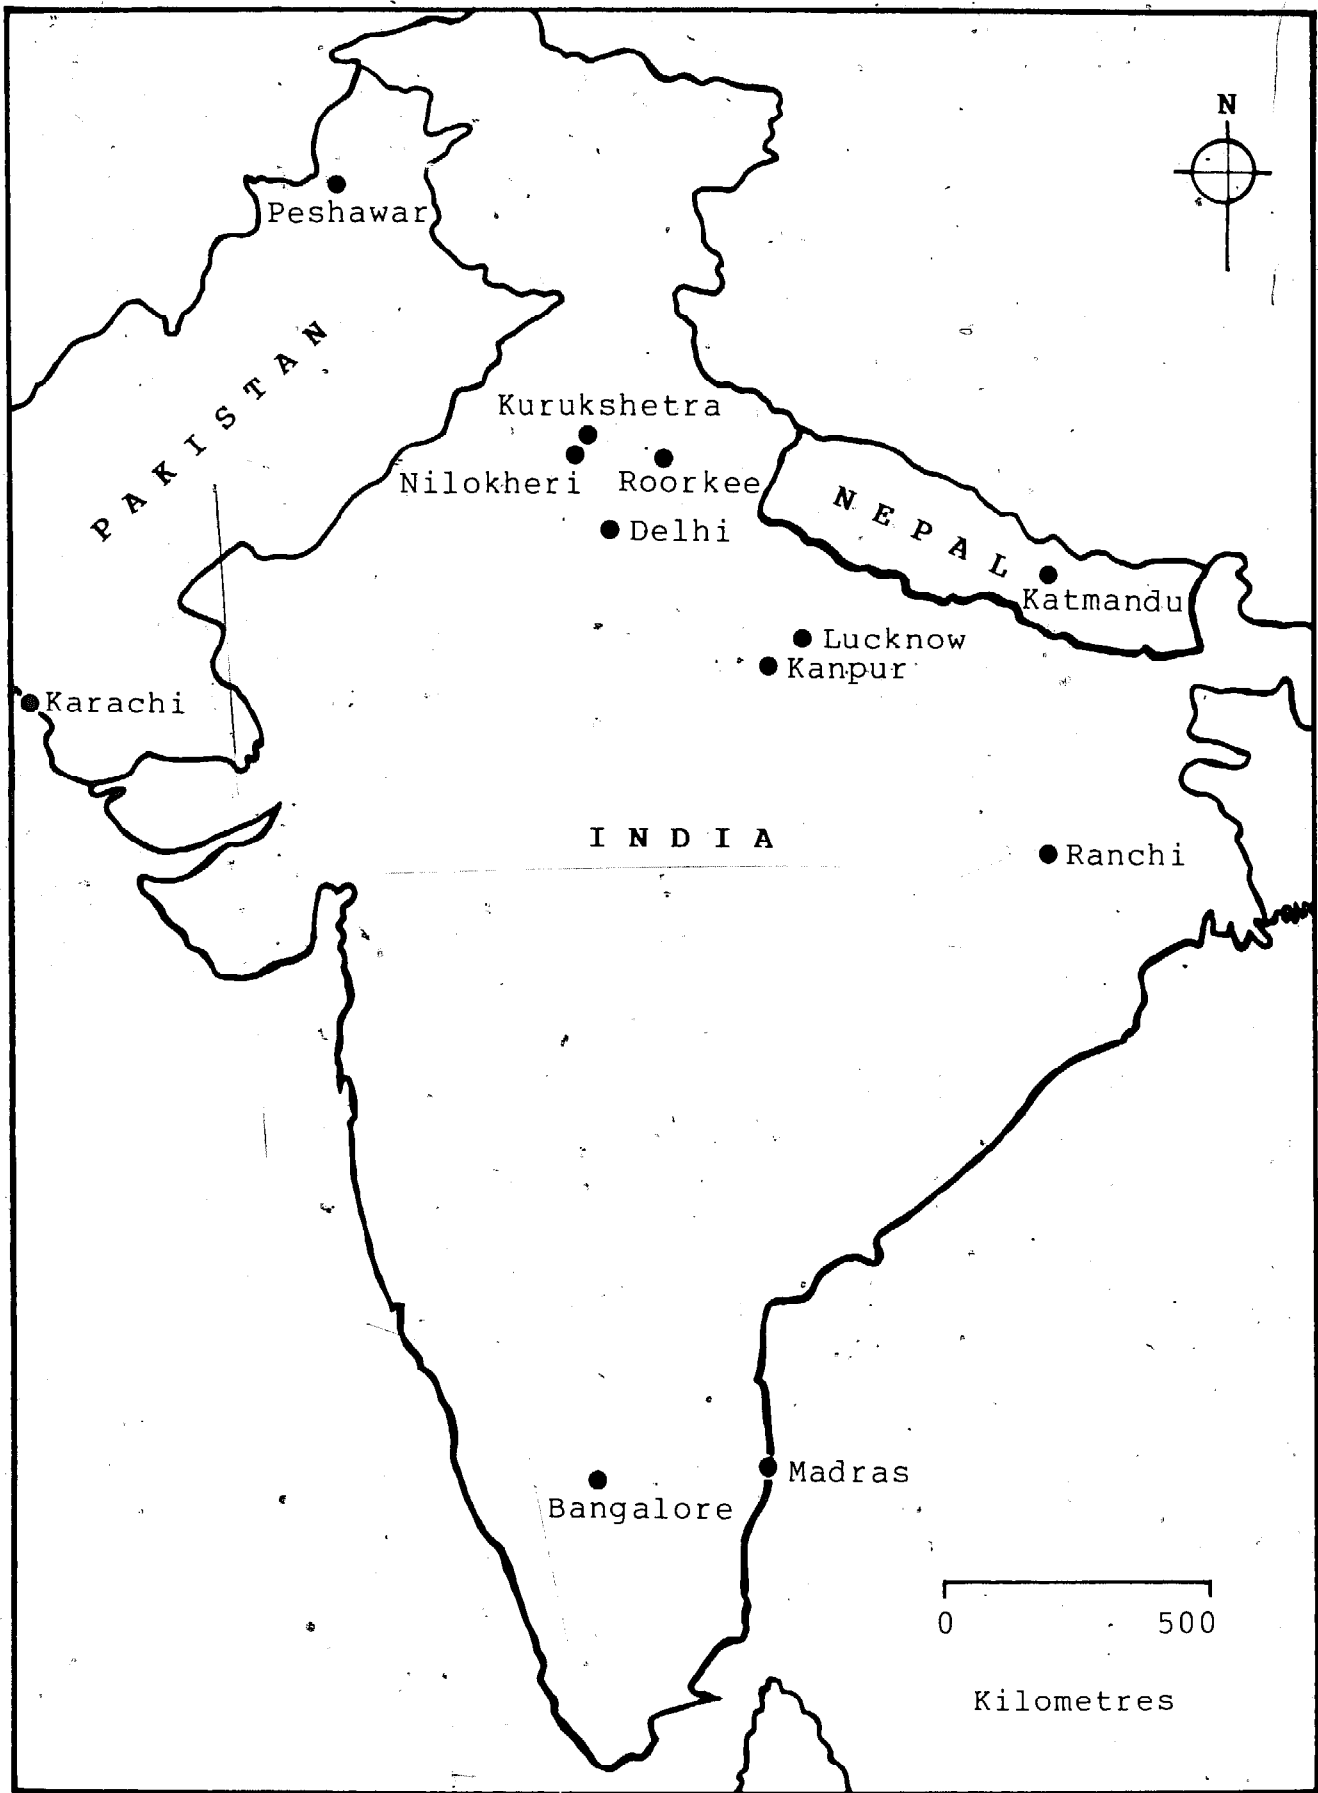 N
Peshawar
PAKISTAN
Kurukshetra
Nilokheri
Roorkee
NEPAL
Delhi
Katmandu
Lucknow
Kanpur
Karachi
INDIA
Ranchi
Madras
Bangalore
0 500
Kilometres